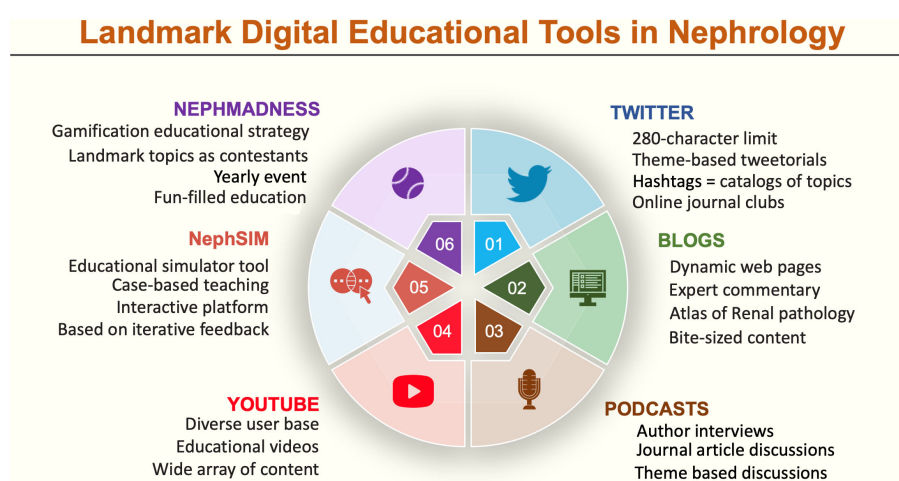 Landmark Digital Educational Tools in Nephrology
NEPHMADNESS
Gamification educational strategy
Landmark topics as contestants
Yearly event
Fun-filled education
TWITTER
280-character limit
Theme-based tweetorials
Hashtags = catalogs of topics
Online journal clubs
NephSIM
Educational simulator tool
Case-based teaching
Interactive platform
Based on iterative feedback
BLOGS
Dynamic web pages
Expert commentary
Atlas of Renal pathology
Bite-sized content
06
01
05
02
04
03
YOUTUBE
Diverse user base
Educational videos
Wide array of content
PODCASTS
Author interviews
Journal article discussions
Theme based discussions